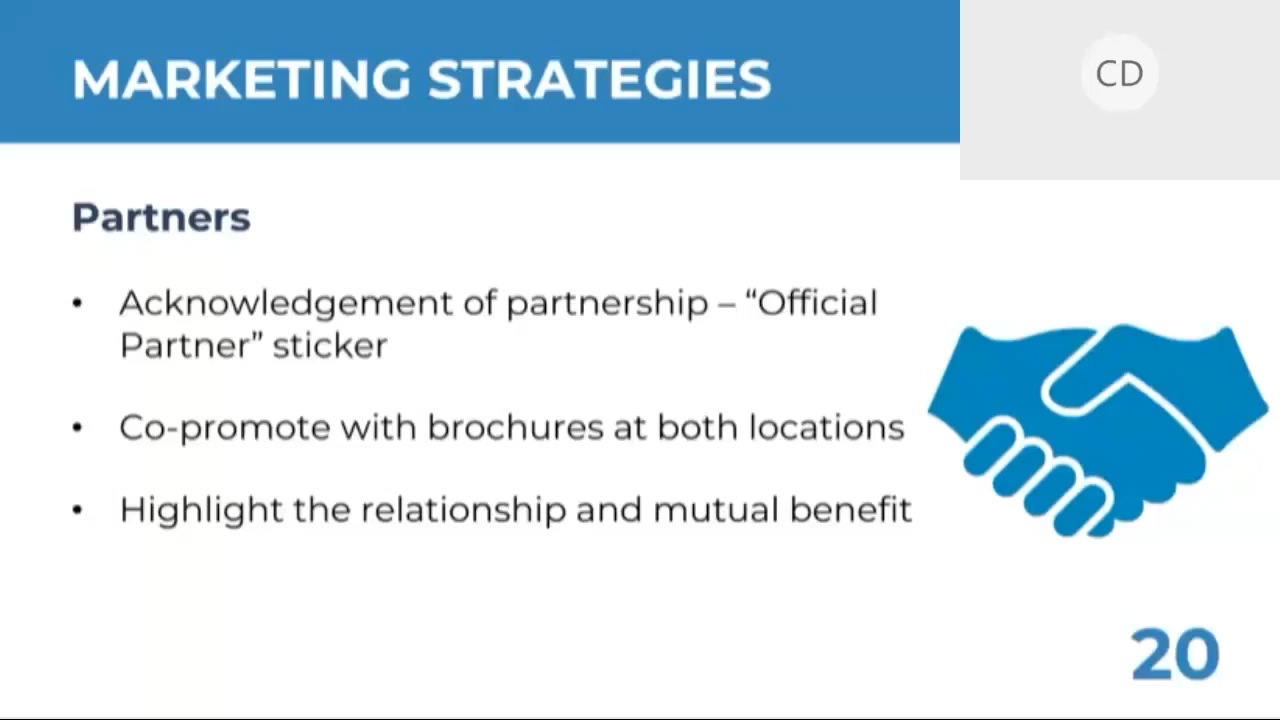 MARKETING STRATEGIES
CD
Partners
• Acknowledgement of partnership – “Official
Partner” sticker
• Co-promote with brochures at both locations
• Highlight the relationship and mutual benefit
20